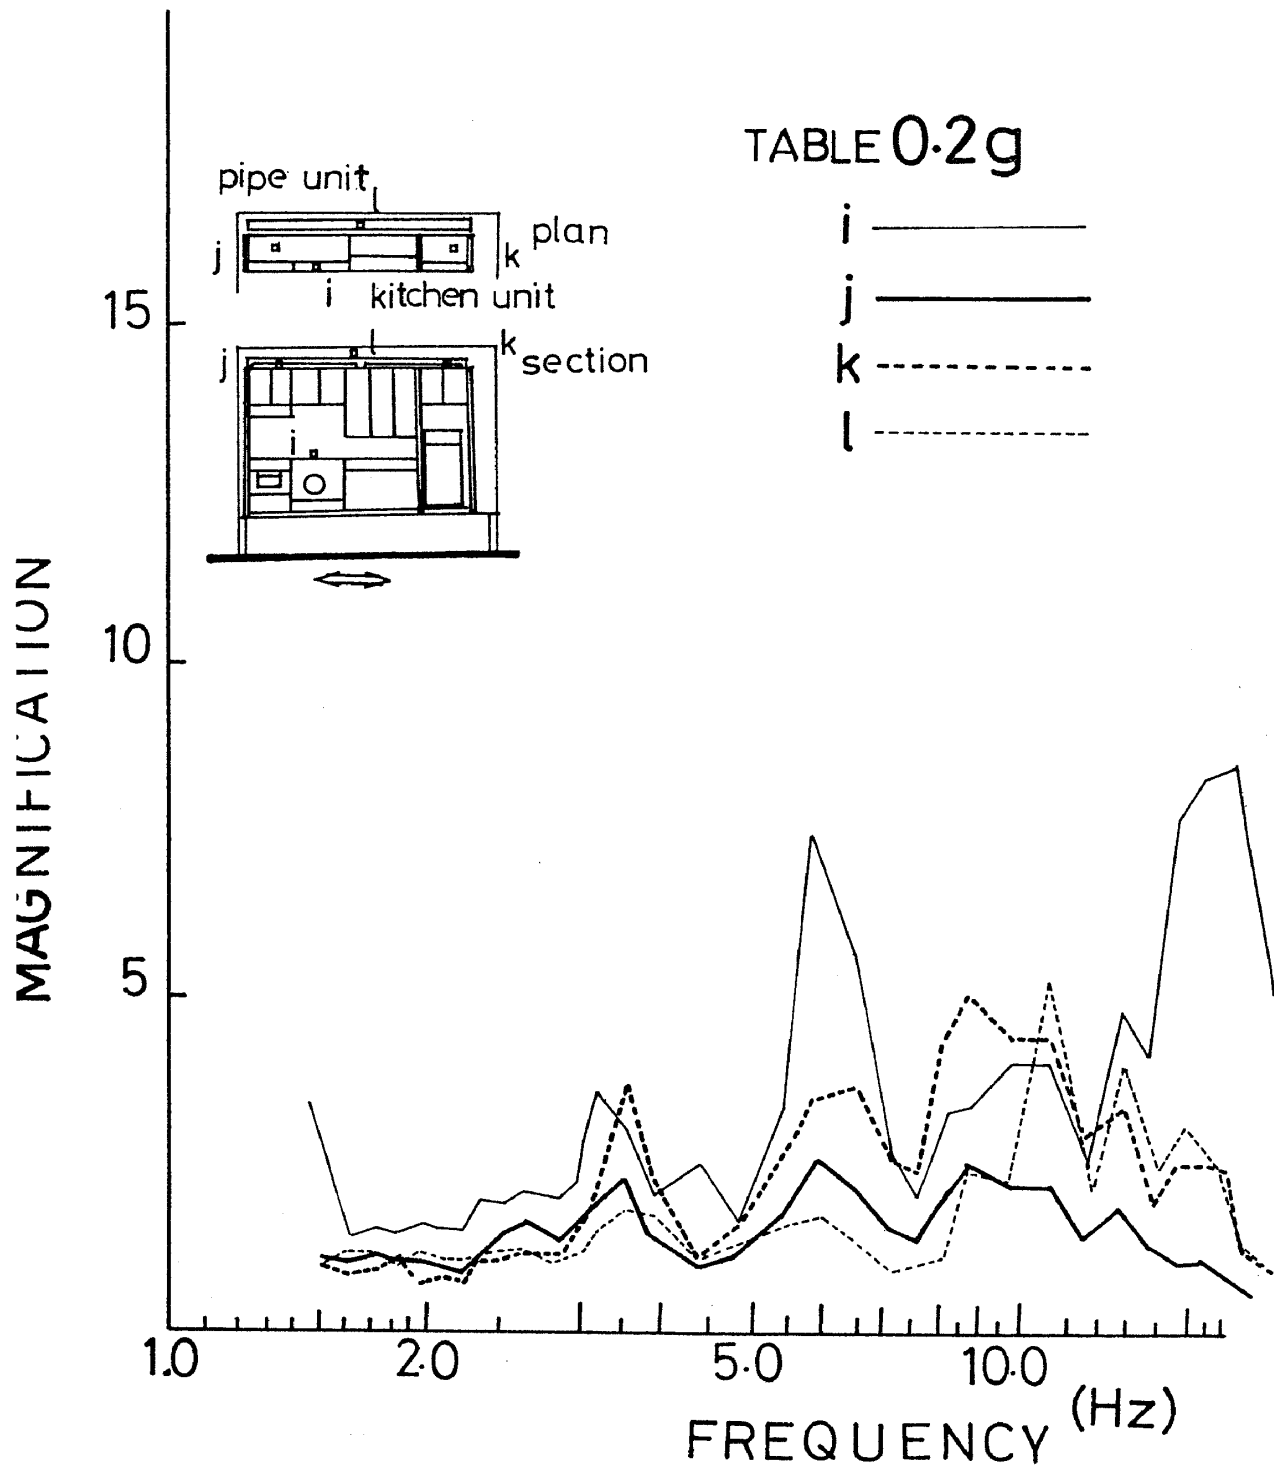 TABLE 0.2g
pipe unit
j
k
plan
i
kitchen unit
j
k
section
i
i
j
k
l
15
10
5
MAGNIFICATION
1.0
2.0
5.0
10.0
(Hz)
FREQUENCY